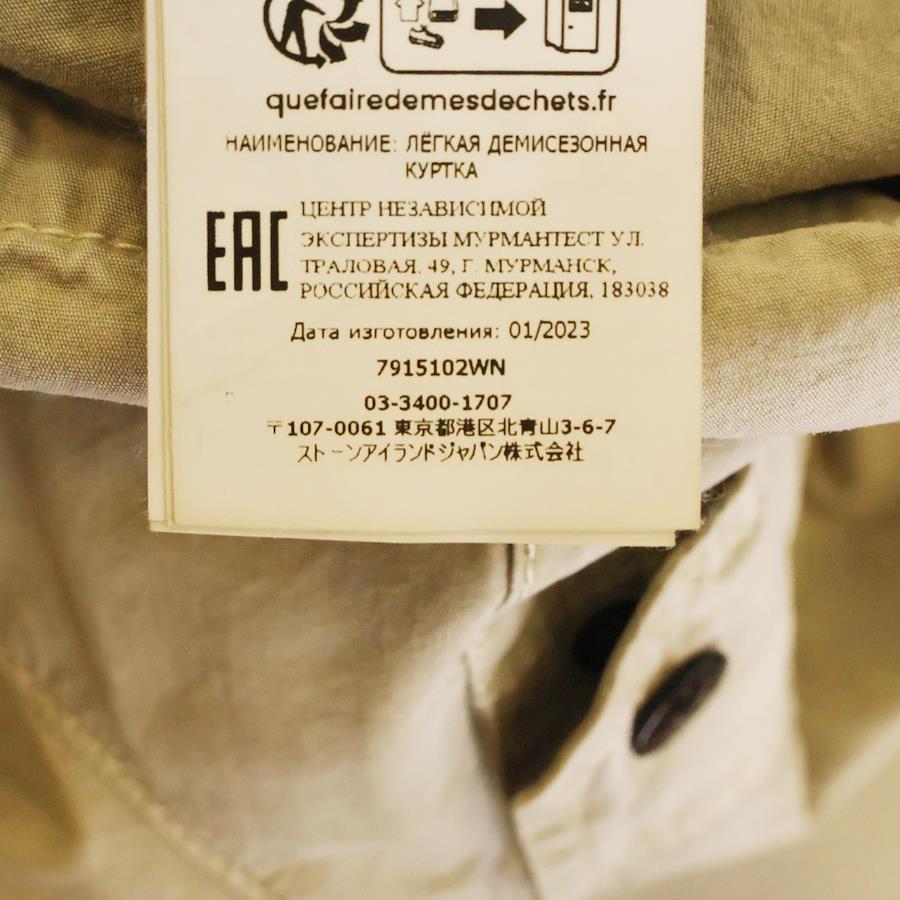 quefairedemesdechets.fr
НАИМЕНОВАНИЕ: ЛЁГКАЯ ДЕМИСЕЗОННАЯ
КУРТКА
EAC
ЦЕНТР НЕЗАВИСИМОЙ
ЭКСПЕРТИЗЫ МУРМАНТЕСТ УЛ.
ТРАЛОВАЯ, 49, Г. МУРМАНСК,
РОССИЙСКАЯ ФЕДЕРАЦИЯ, 183038
Дата изготовления: 01/2023
7915102WN
03-3400-1707
〒107-0061 東京都港区北青山3-6-7
ストーンアイランドジャパン株式会社